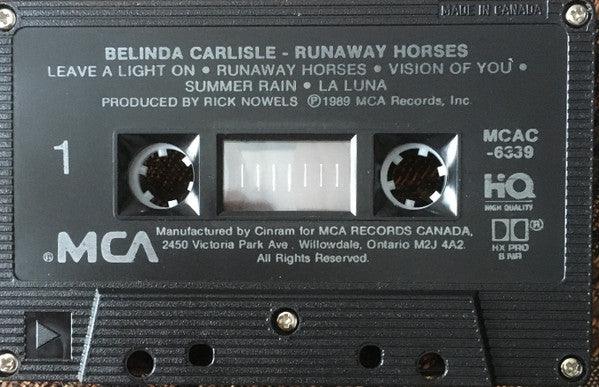 MADE IN CANADA
BELINDA CARLISLE - RUNAWAY HORSES
LEAVE A LIGHT ON • RUNAWAY HORSES • VISION OF YOU •
SUMMER RAIN • LA LUNA
PRODUCED BY RICK NOWELS Ⓟ1989 MCA Records, Inc.
1
MCAC
-6339
HQ
HIGH QUALITY
®MCA
Manufactured by Cinram for MCA RECORDS CANADA,
2450 Victoria Park Ave. Willowdale, Ontario M2J 4A2.
All Rights Reserved.
®
HX PRO
B NR